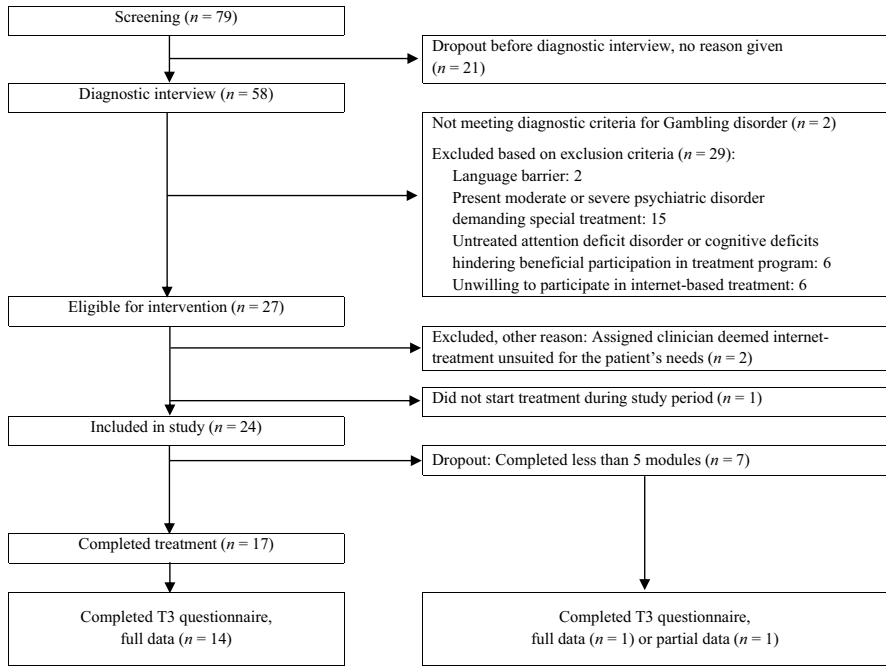 Screening (n = 79)
Dropout before diagnostic interview, no reason given
(n = 21)
Diagnostic interview (n = 58)
Not meeting diagnostic criteria for Gambling disorder (n = 2)
Excluded based on exclusion criteria (n = 29):
Language barrier: 2
Present moderate or severe psychiatric disorder
demanding special treatment: 15
Untreated attention deficit disorder or cognitive deficits
hindering beneficial participation in treatment program: 6
Unwilling to participate in internet-based treatment: 6
Eligible for intervention (n = 27)
Excluded, other reason: Assigned clinician deemed internet-
treatment unsuited for the patient’s needs (n = 2)
Did not start treatment during study period (n = 1)
Included in study (n = 24)
Dropout: Completed less than 5 modules (n = 7)
Completed treatment (n = 17)
Completed T3 questionnaire,
full data (n = 14)
Completed T3 questionnaire,
full data (n = 1) or partial data (n = 1)